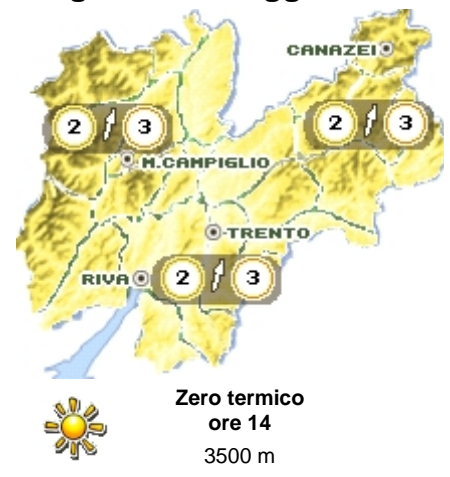 CANAZEI
2 3
2 3
M.CAMPIGLIO
TRENTO
RIVA
2 3
Zero termico
ore 14
3500 m